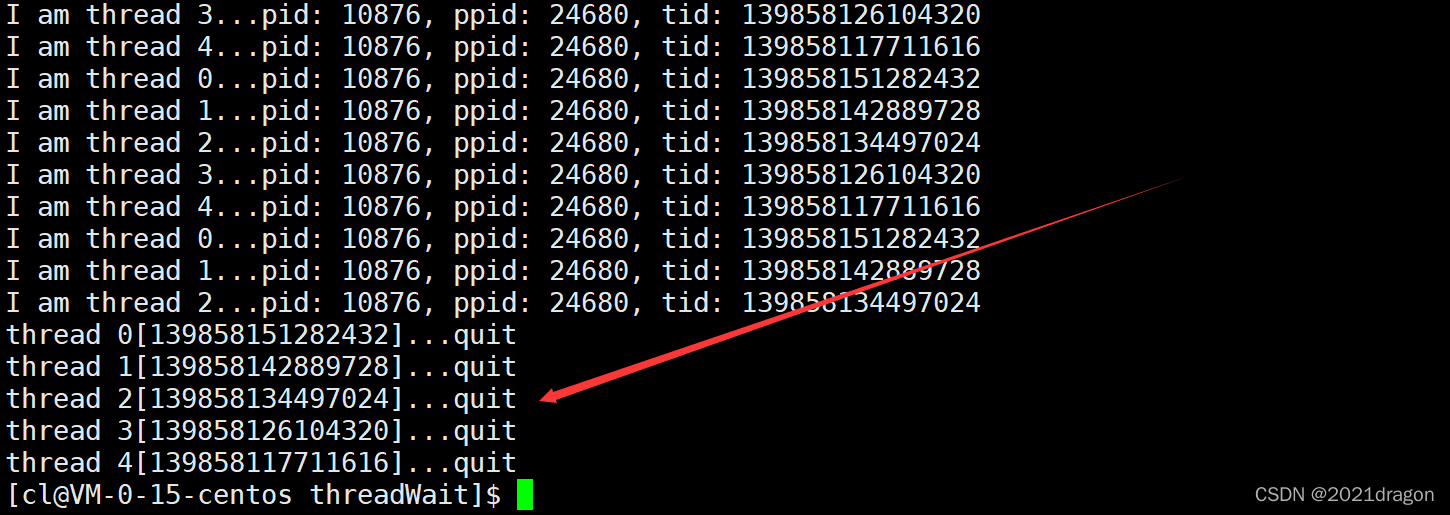 I am thread 3...pid: 10876, ppid: 24680, tid: 139858126104320
I am thread 4...pid: 10876, ppid: 24680, tid: 139858117711616
I am thread 0...pid: 10876, ppid: 24680, tid: 139858151282432
I am thread 1...pid: 10876, ppid: 24680, tid: 139858142889728
I am thread 2...pid: 10876, ppid: 24680, tid: 139858134497024
I am thread 3...pid: 10876, ppid: 24680, tid: 139858126104320
I am thread 4...pid: 10876, ppid: 24680, tid: 139858117711616
I am thread 0...pid: 10876, ppid: 24680, tid: 139858151282432
I am thread 1...pid: 10876, ppid: 24680, tid: 139858142889728
I am thread 2...pid: 10876, ppid: 24680, tid: 139858134497024
thread 0[139858151282432]...quit
thread 1[139858142889728]...quit
thread 2[139858134497024]...quit
thread 3[139858126104320]...quit
thread 4[139858117711616]...quit
[cl@VM-0-15-centos threadWait]$
CSDN @2021dragon